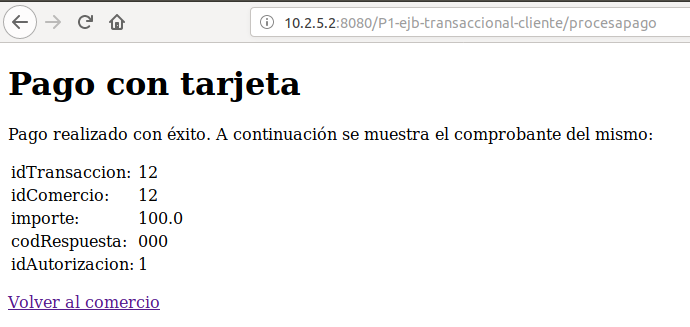 10.2.5.2:8080/P1-ejb-transaccional-cliente/procesapago
Pago con tarjeta
Pago realizado con éxito. A continuación se muestra el comprobante del mismo:
idTransaccion: 12
idComercio: 12
importe: 100.0
codRespuesta: 000
idAutorizacion: 1
Volver al comercio